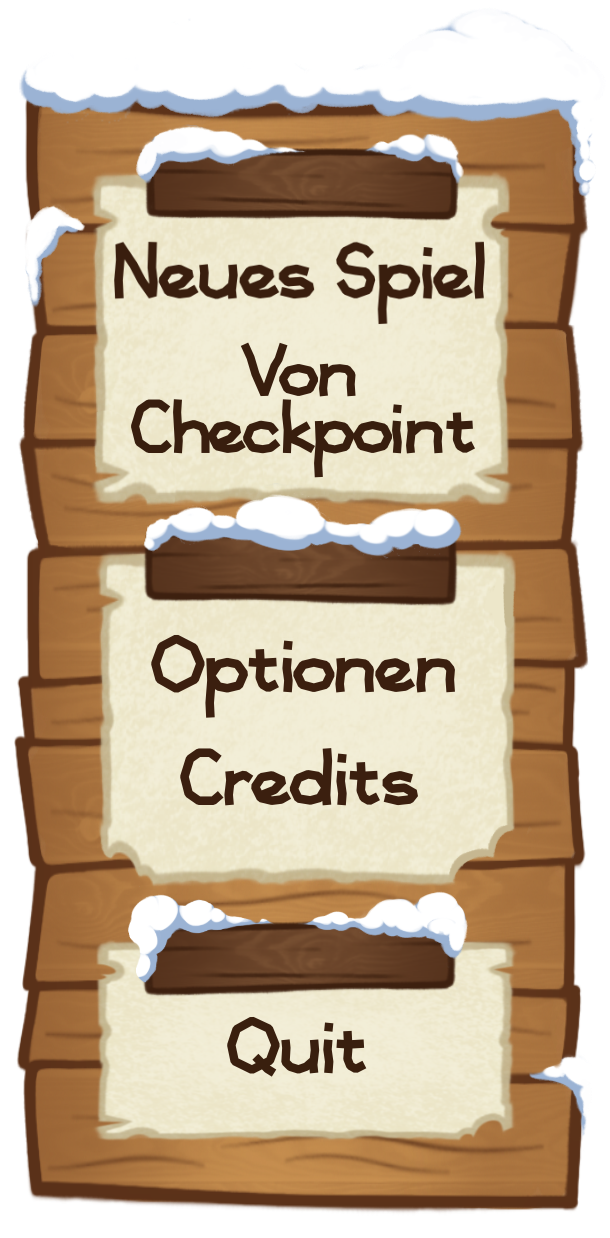 Neues Spiel
Von
Checkpoint
Optionen
Credits
Quit